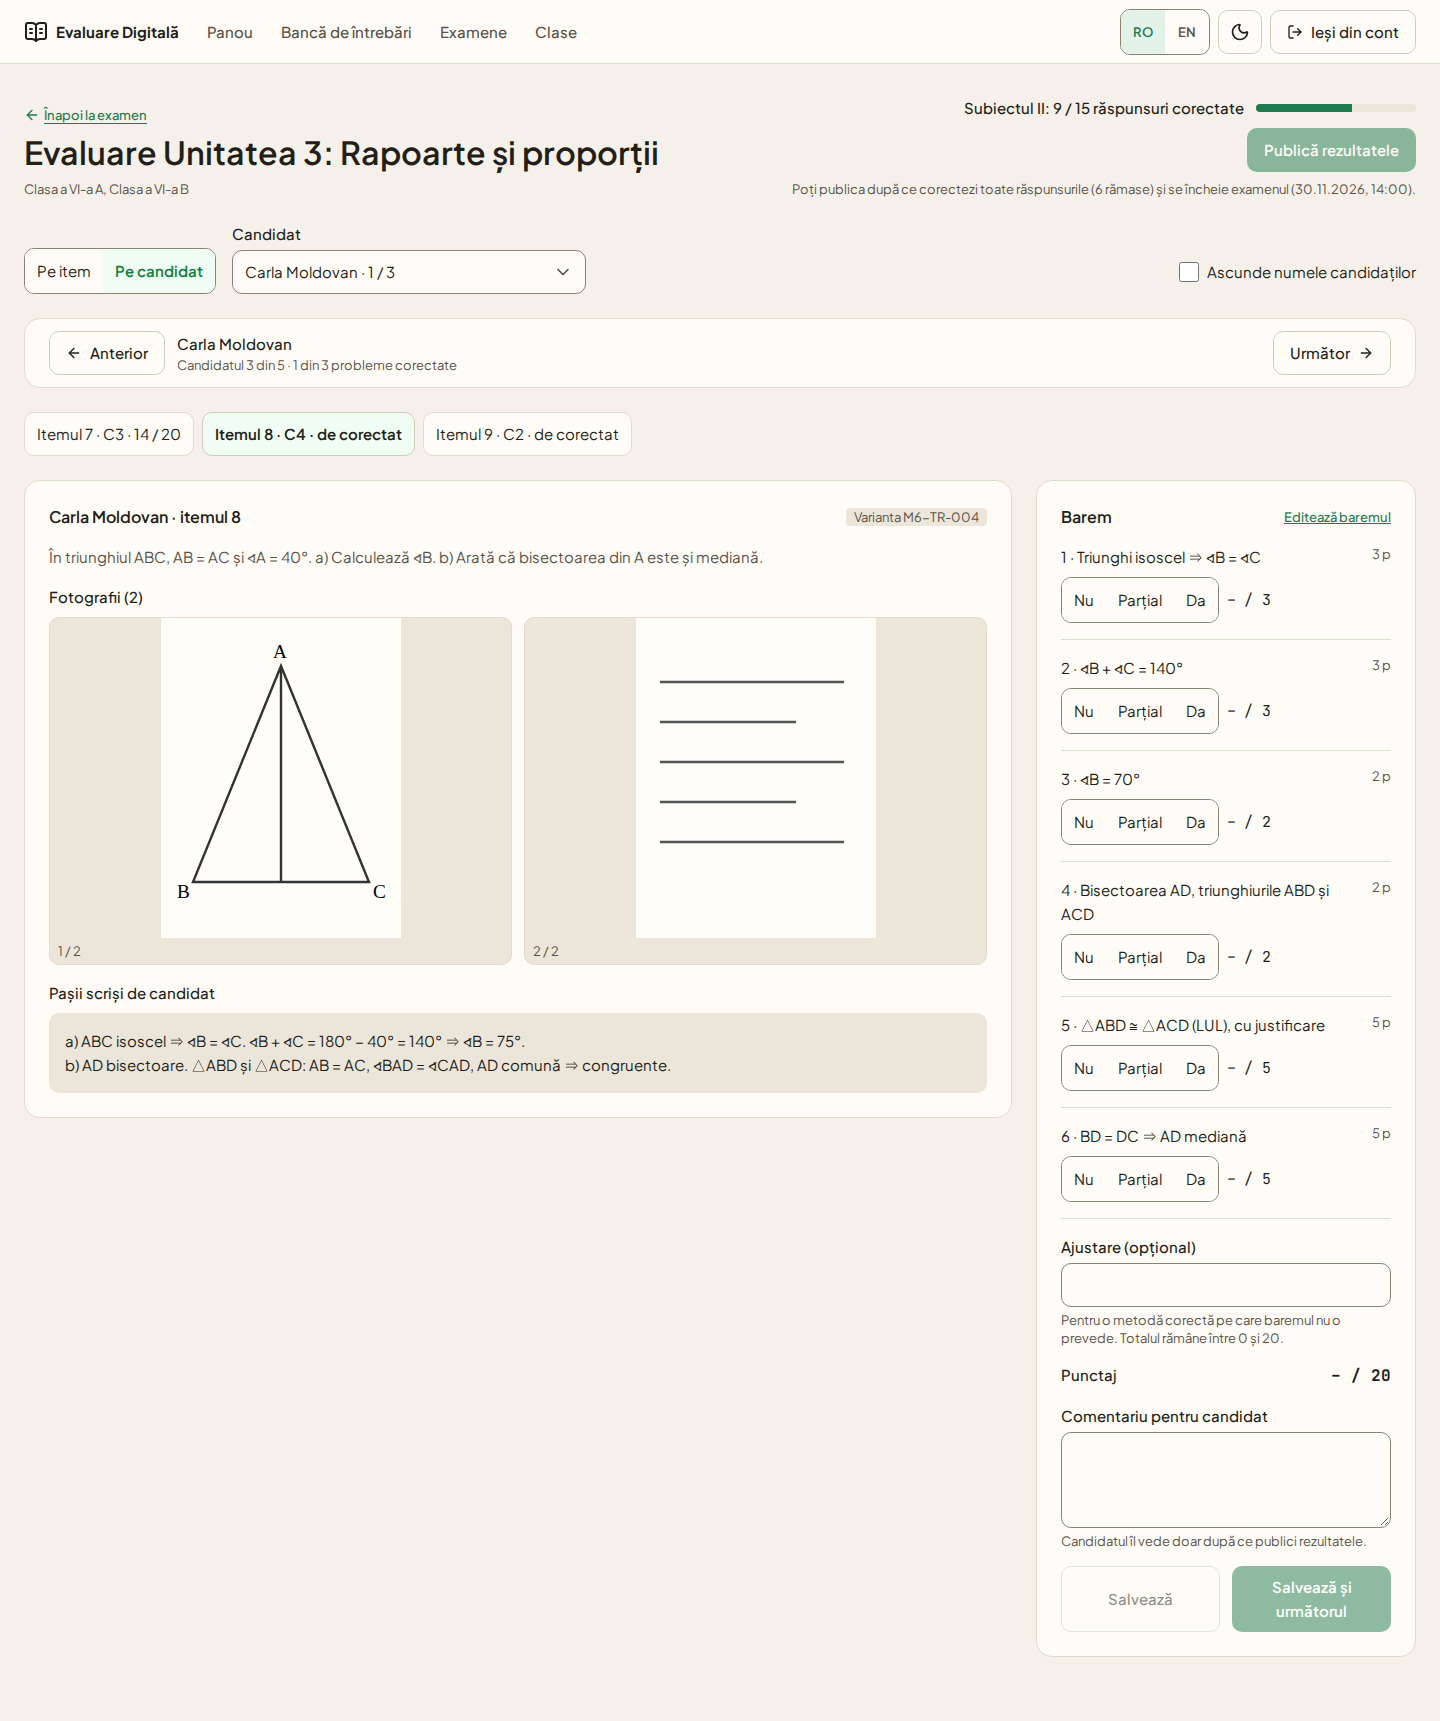 Evaluare Digitală
Panou
Bancă de întrebări
Examene
Clase
RO
EN
Ieși din cont
Înapoi la examen
Evaluare Unitatea 3: Rapoarte și proporții
Clasa a VI-a A, Clasa a VI-a B
Subiectul II: 9 / 15 răspunsuri corectate
Publică rezultatele
Poți publica după ce corectezi toate răspunsurile (6 rămase) și se încheie examenul (30.11.2026, 14:00).
Pe item
Pe candidat
Candidat
Carla Moldovan · 1 / 3
Ascunde numele candidaților
Anterior
Carla Moldovan
Candidatul 3 din 5 · 1 din 3 probleme corectate
Următor
Itemul 7 · C3 · 14 / 20
Itemul 8 · C4 · de corectat
Itemul 9 · C2 · de corectat
Carla Moldovan · itemul 8
Varianta M6-TR-004
În triunghiul ABC, AB = AC și ∢A = 40°. a) Calculează ∢B. b) Arată că bisectoarea din A este și mediană.
Fotografii (2)
A
B
C
1 / 2
2 / 2
Pașii scriși de candidat
a) ABC isoscel ⇒ ∢B = ∢C. ∢B + ∢C = 180° − 40° = 140° ⇒ ∢B = 75°.
b) AD bisectoare. △ABD și △ACD: AB = AC, ∢BAD = ∢CAD, AD comună ⇒ congruente.
Barem
Editează baremul
1 · Triunghi isoscel ⇒ ∢B = ∢C
3 p
Nu
Parțial
Da
– / 3
2 · ∢B + ∢C = 140°
3 p
Nu
Parțial
Da
– / 3
3 · ∢B = 70°
2 p
Nu
Parțial
Da
– / 2
4 · Bisectoarea AD, triunghiurile ABD și
ACD
2 p
Nu
Parțial
Da
– / 2
5 · △ABD ≅ △ACD (LUL), cu justificare
5 p
Nu
Parțial
Da
– / 5
6 · BD = DC ⇒ AD mediană
5 p
Nu
Parțial
Da
– / 5
Ajustare (opțional)
Pentru o metodă corectă pe care baremul nu o
prevede. Totalul rămâne între 0 și 20.
Punctaj
– / 20
Comentariu pentru candidat
Candidatul îl vede doar după ce publici rezultatele.
Salvează
Salvează și
următorul